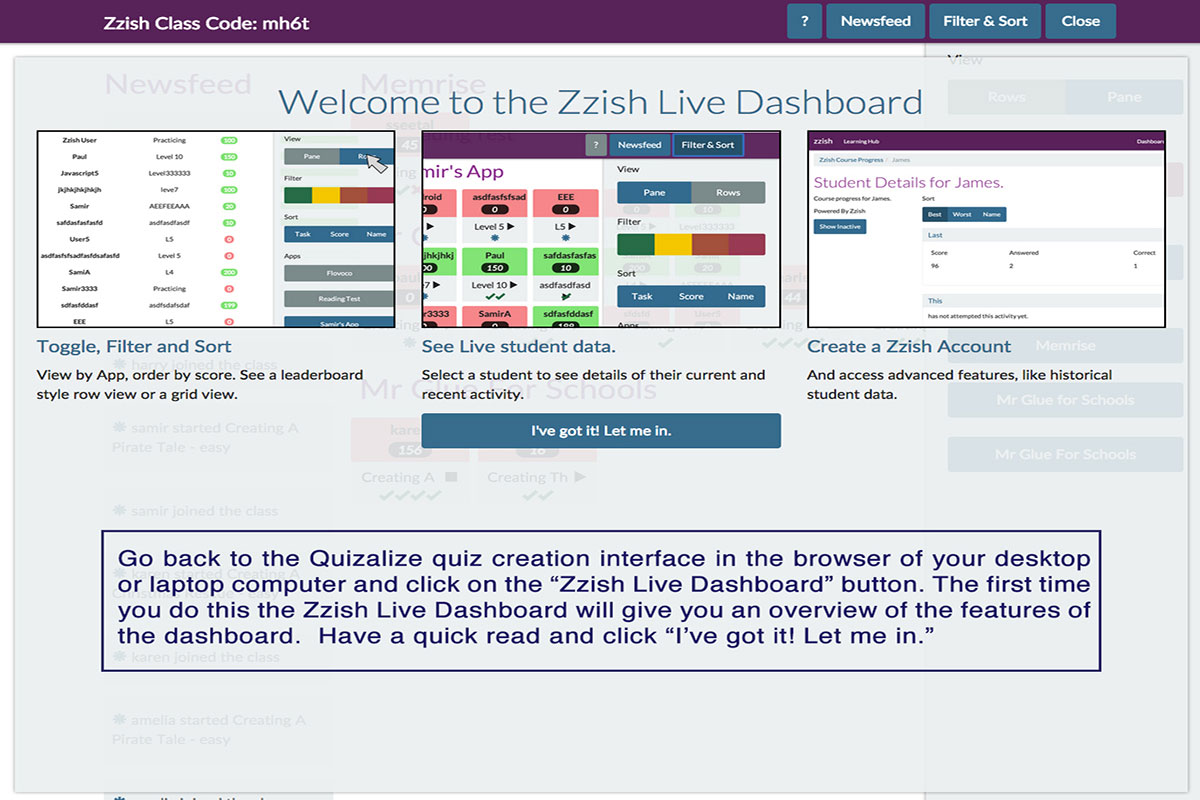 Zzish Class Code: mh6t
? Newsfeed Filter & Sort Close
View
Newsfeed Memrise
Rows Pane
Welcome to the Zzish Live Dashboard
Zzish User Practicing 100
Paul Level 10 150
Javascript5 Level333333 10
jkjhkjhkjhkjh leve7 100
Samir AEEFEEAAA 20
safdasfasfasfd asdfasdfasdf 10
User5 L5 0
asdfasfsfsadfasfdsafasfd Level 5 0
SamiA L4 200
Samir3333 Practicing 0
sdfasfddasf asdfsdafsdaf 199
EEE L5 0
View
Pane
Filter
Sort
Task Score Name
Apps
Flovoco
Reading Test
Samir's App
? Newsfeed Filter & Sort
mir's App
asdfasfsfsad EEE
0 0 0
Level 5 L5
jhkjhkj Paul safdasfasfas
00 150 10
Level 10 asdfasdfasd
r3333 SamirA sdfasfddasf
0 0 199
View
Pane Rows
Filter
Sort
Task Score Name
Apps
zzish Learning Hub Dashboar
Zzish Course Progress / James
Student Details for James.
Course progress for James.
Powered By Zzish
Show Inactive
Sort
Best Worst Name
Last
Score Answered Correct
96 2 1
This
has not attempted this activity yet.
Toggle, Filter and Sort
View by App, order by score. See a leaderboard
style row view or a grid view.
See Live student data.
Select a student to see details of their current and
recent activity.
I've got it! Let me in.
Create a Zzish Account
And access advanced features, like historical
student data.
harry joined the class
Mr Glue For Schools
Memrise
Mr Glue for Schools
Mr Glue For Schools
samir started Creating A
Pirate Tale - easy
kare
156 16
Creating A Creating Th
samir joined the class
Go back to the Quizalize quiz creation interface in the browser of your desktop
or laptop computer and click on the “Zzish Live Dashboard” button. The first time
you do this the Zzish Live Dashboard will give you an overview of the features of
the dashboard. Have a quick read and click “I’ve got it! Let me in.”
karen started Creating A
karen joined the class
amelia started Creating A
Pirate Tale - easy